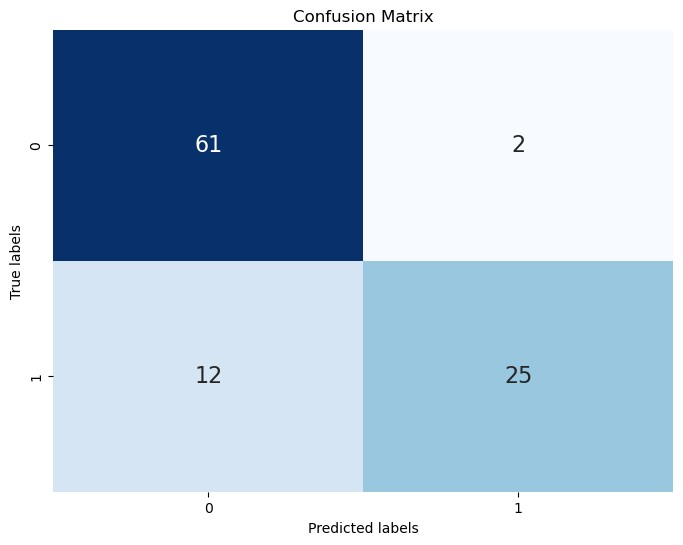 Confusion Matrix
True labels
0
61
2
1
12
25
0
1
Predicted labels